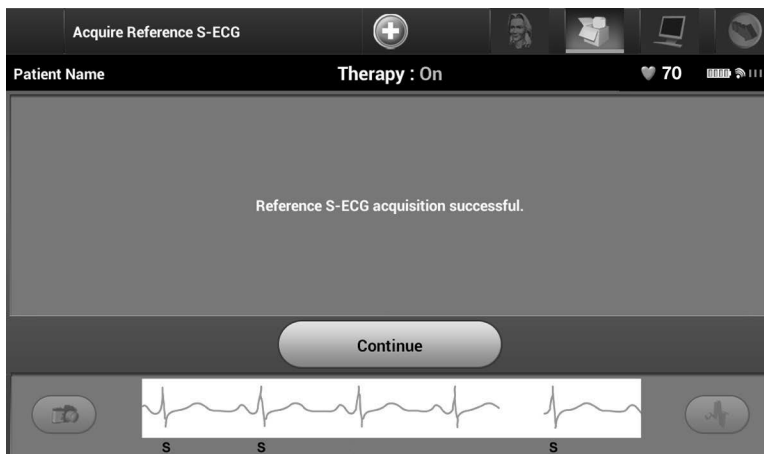 Acquire Reference S-ECG
Patient Name Therapy : On 70
Reference S-ECG acquisition successful.
Continue
S S S